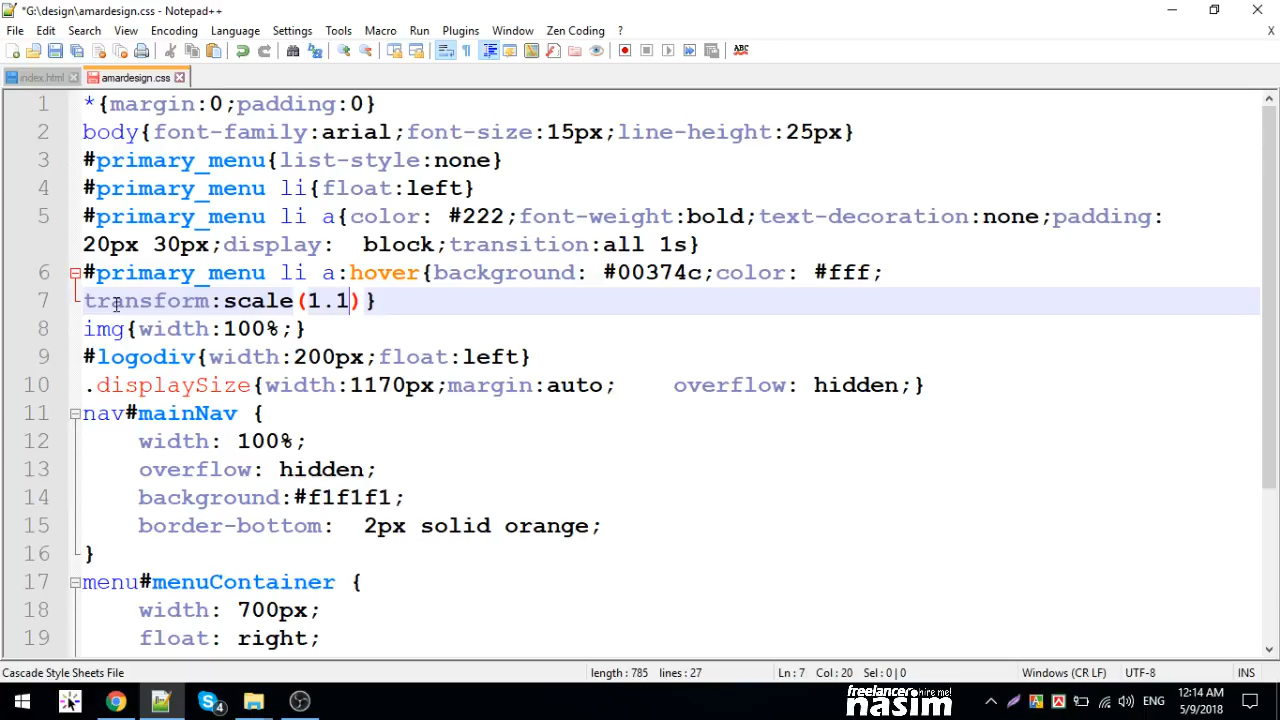 *G:\design\amardesign.css - Notepad++
File Edit Search View Encoding Language Settings Tools Macro Run Plugins Window Zen Coding ? X
index.html amardesign.css
1 *{margin:0;padding:0}
2 body{font-family:arial;font-size:15px;line-height:25px}
3 #primary_menu{list-style:none}
4 #primary_menu li{float:left}
5 #primary_menu li a{color: #222;font-weight:bold;text-decoration:none;padding:
20px 30px;display:  block;transition:all 1s}
6 #primary_menu li a:hover{background: #00374c;color: #fff;
7 transform:scale(1.1)}
8 img{width:100%;}
9 #logodiv{width:200px;float:left}
10 .displaySize{width:1170px;margin:auto;    overflow: hidden;}
11 nav#mainNav {
12     width: 100%;
13     overflow: hidden;
14     background:#f1f1f1;
15     border-bottom:  2px solid orange;
16 }
17 menu#menuContainer {
18     width: 700px;
19     float: right;
Cascade Style Sheets File length : 785 lines : 27 Ln : 7 Col : 20 Sel : 0 | 0 Windows (CR LF) UTF-8 INS
freelancer hire me!
nasim
4 ENG 12:14 AM
5/9/2018